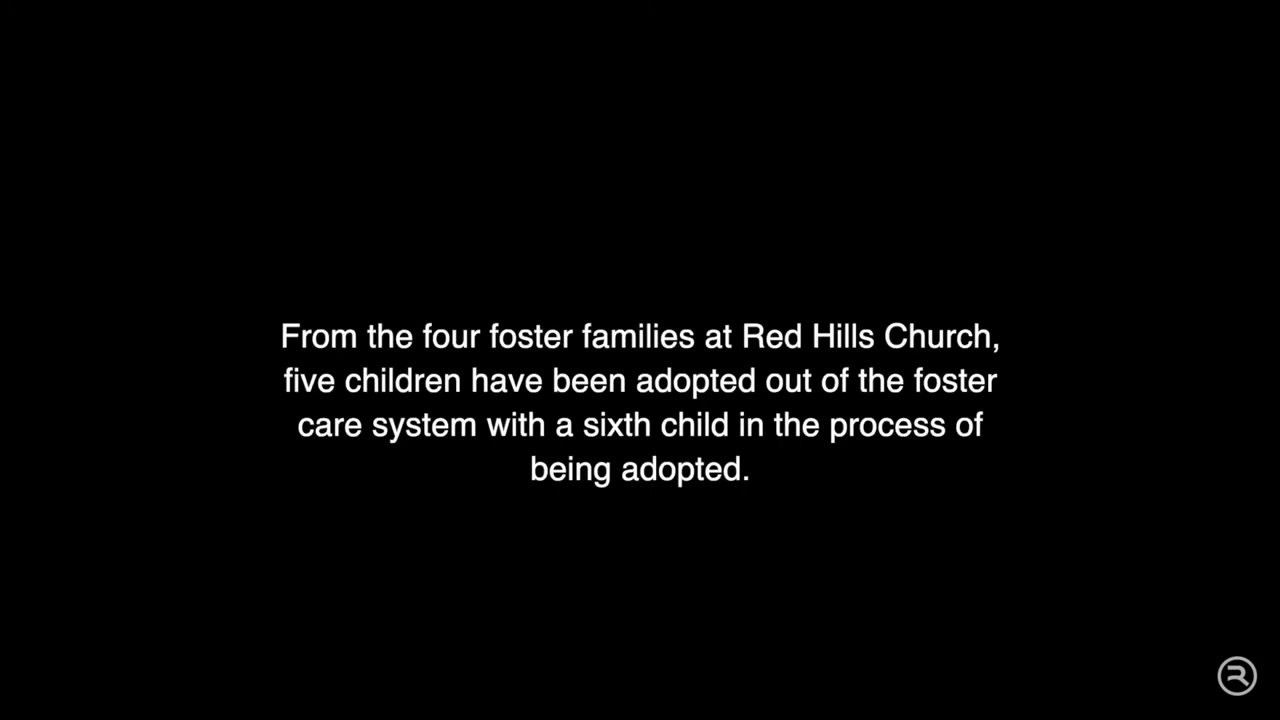 From the four foster families at Red Hills Church,
five children have been adopted out of the foster
care system with a sixth child in the process of
being adopted.
R